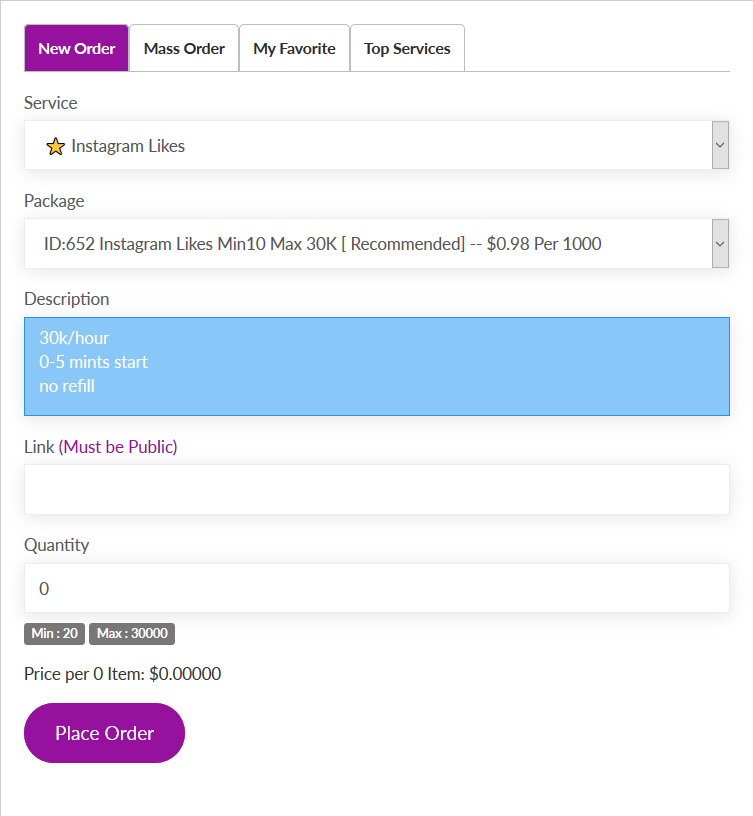 New Order Mass Order My Favorite Top Services
Service
Instagram Likes
Package
ID:652 Instagram Likes Min10 Max 30K [ Recommended] -- $0.98 Per 1000
Description
30k/hour
0-5 mints start
no refill
Link (Must be Public)
Quantity
0
Min : 20 Max : 30000
Price per 0 Item: $0.00000
Place Order